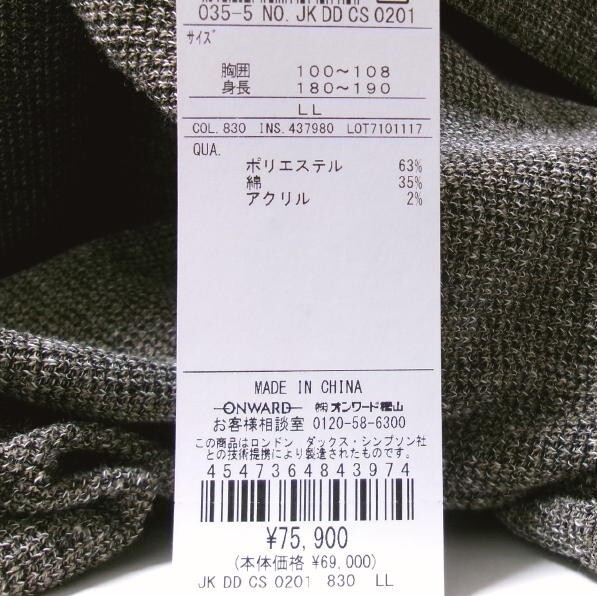 035-5 NO. JK DD CS 0201
サイズ
胸囲 100～108
身長 180～190
LL
COL. 830 INS. 437980 LOT7101117
QUA.
ポリエステル 63%
綿 35%
アクリル 2%
MADE IN CHINA
ONWARD ㈱オンワード樫山
お客様相談室 0120-58-6300
この商品はロンドン ダックス・シンプソン社
との技術提携により製造されたものです。
4547364843974
¥75,900
(本体価格 ¥69,000)
JK DD CS 0201 830 LL